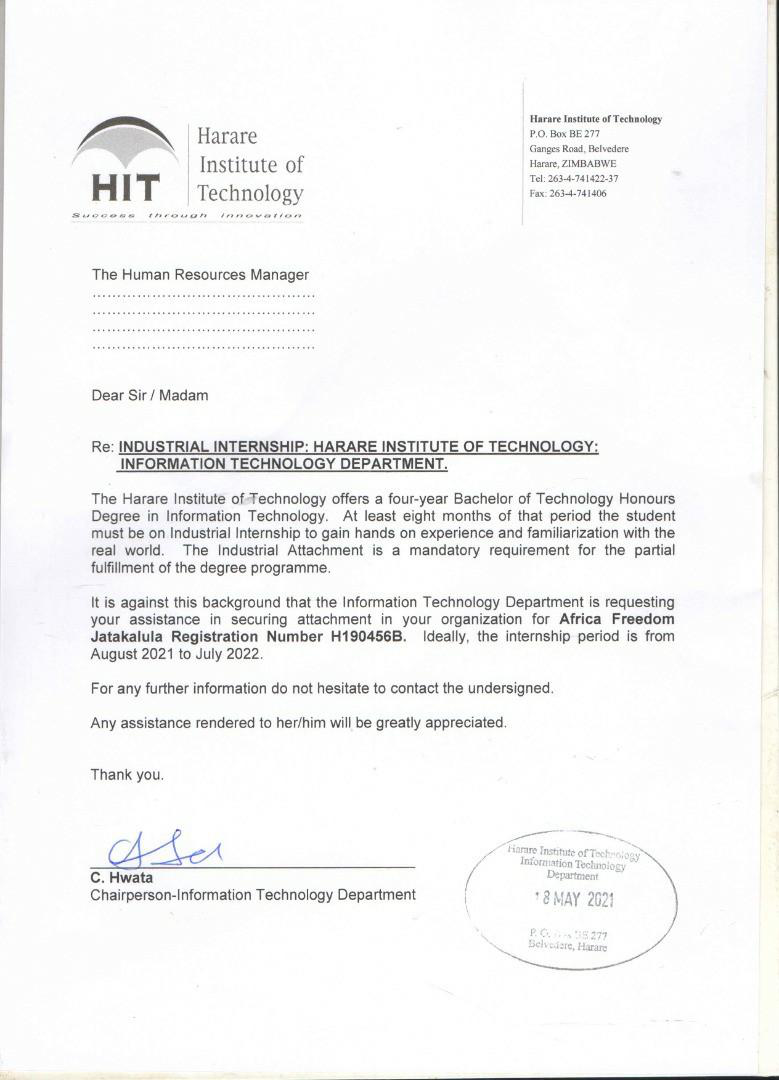 HIT
Harare
Institute of
Technology
Success through innovation
Harare Institute of Technology
P.O. Box BE 277
Ganges Road, Belvedere
Harare, ZIMBABWE
Tel: 263-4-741422-37
Fax: 263-4-741406
The Human Resources Manager
..............................................
..............................................
..............................................
..............................................
Dear Sir / Madam
Re: INDUSTRIAL INTERNSHIP: HARARE INSTITUTE OF TECHNOLOGY:
INFORMATION TECHNOLOGY DEPARTMENT.
The Harare Institute of Technology offers a four-year Bachelor of Technology Honours
Degree in Information Technology. At least eight months of that period the student
must be on Industrial Internship to gain hands on experience and familiarization with the
real world. The Industrial Attachment is a mandatory requirement for the partial
fulfillment of the degree programme.
It is against this background that the Information Technology Department is requesting
your assistance in securing attachment in your organization for Africa Freedom
Jatakalula Registration Number H190456B. Ideally, the internship period is from
August 2021 to July 2022.
For any further information do not hesitate to contact the undersigned.
Any assistance rendered to her/him will be greatly appreciated.
Thank you.
C. Hwata
Chairperson-Information Technology Department
Harare Institute of Technology
Information Technology
Department
18 MAY 2021
BE 277
Belvedere, Harare